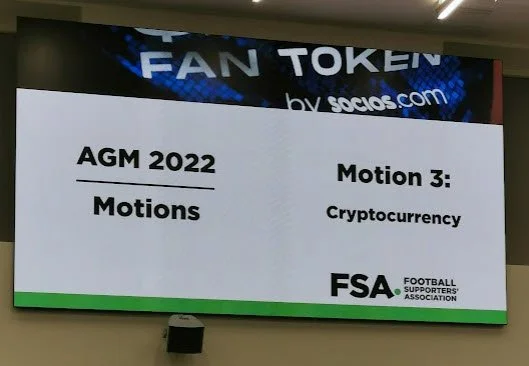 FAN TOKEN
by socios.com
AGM 2022
Motions
Motion 3:
Cryptocurrency
FSA.
FOOTBALL
SUPPORTERS'
ASSOCIATION